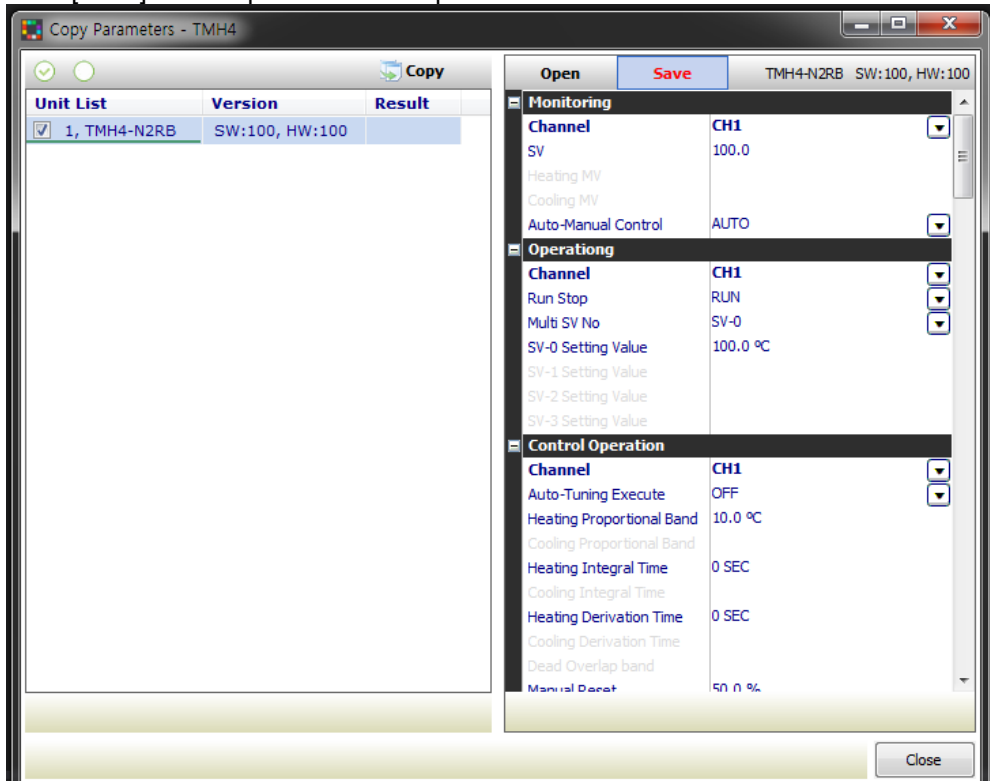 Copy Parameters - TMH4
Copy
Unit List Version Result
1, TMH4-N2RB SW:100, HW:100
Open Save TMH4-N2RB SW:100, HW:100
Monitoring
Channel CH1
SV 100.0
Heating MV
Cooling MV
Auto-Manual Control AUTO
Operationg
Channel CH1
Run Stop RUN
Multi SV No SV-0
SV-0 Setting Value 100.0 ºC
SV-1 Setting Value
SV-2 Setting Value
SV-3 Setting Value
Control Operation
Channel CH1
Auto-Tuning Execute OFF
Heating Proportional Band 10.0 ºC
Cooling Proportional Band
Heating Integral Time 0 SEC
Cooling Integral Time
Heating Derivation Time 0 SEC
Cooling Derivation Time
Dead Overlap band
Manual Reset 50.0 %
Close